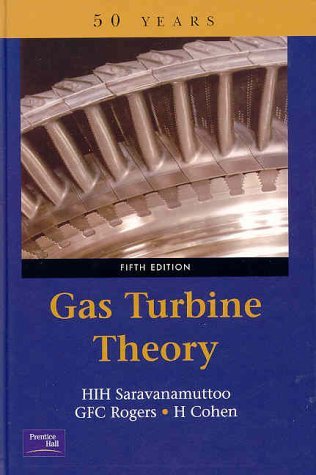 50 YEARS
FIFTH EDITION
Gas Turbine
Theory
HIH Saravanamuttoo
GFC Rogers • H Cohen
Prentice
Hall